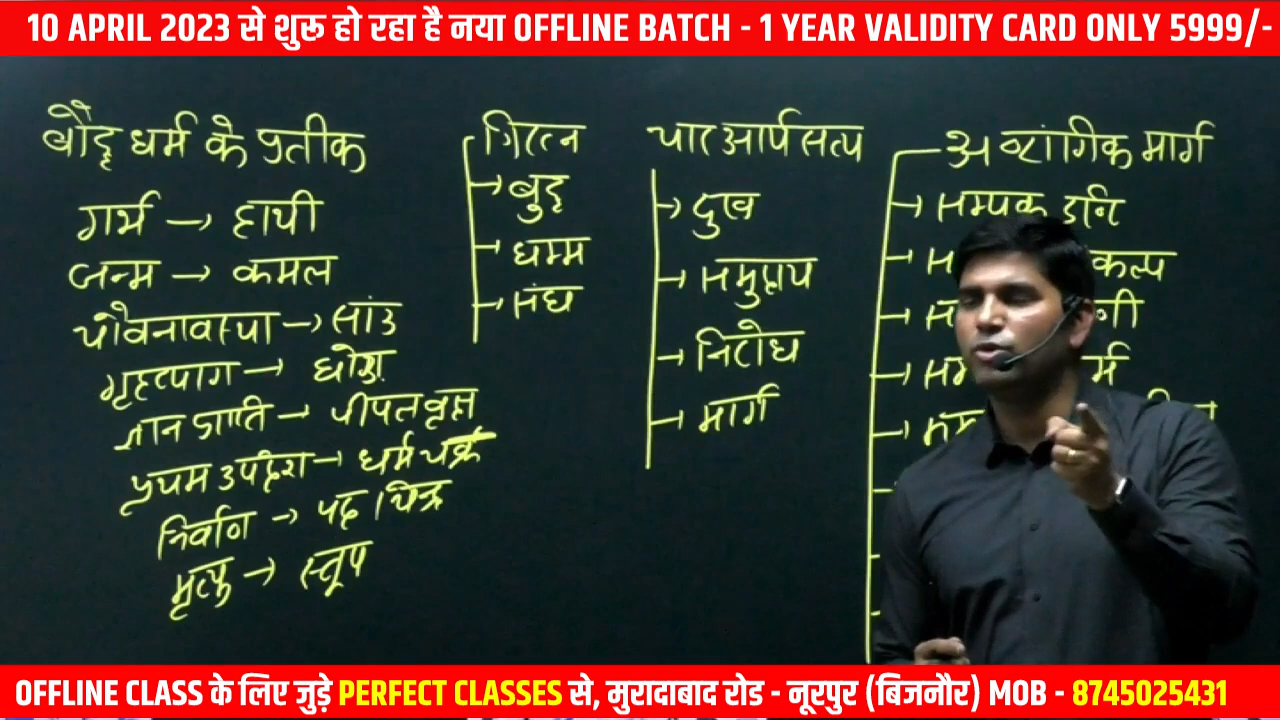 10 APRIL 2023 से शुरू हो रहा है नया OFFLINE BATCH - 1 YEAR VALIDITY CARD ONLY 5999/-
बौद्ध धर्म के प्रतीक
गर्भ → हाथी
जन्म → कमल
यौवनावस्था → सांड
गृहत्याग → घोड़ा
ज्ञान प्राप्ति → पीपल वृक्ष
प्रथम उपदेश → धर्म चक्र
निर्वाण → पद चिह्न
मृत्यु → स्तूप
त्रिरत्न
→ बुद्ध
धम्म
संघ
चार आर्य सत्य
→ दुख
→ समुदाय
→ निरोध
→ मार्ग
अष्टांगिक मार्ग
→ सम्यक
कल्प
OFFLINE CLASS के लिए जुड़े PERFECT CLASSES से, मुरादाबाद रोड - नूरपुर (बिजनौर) MOB - 8745025431